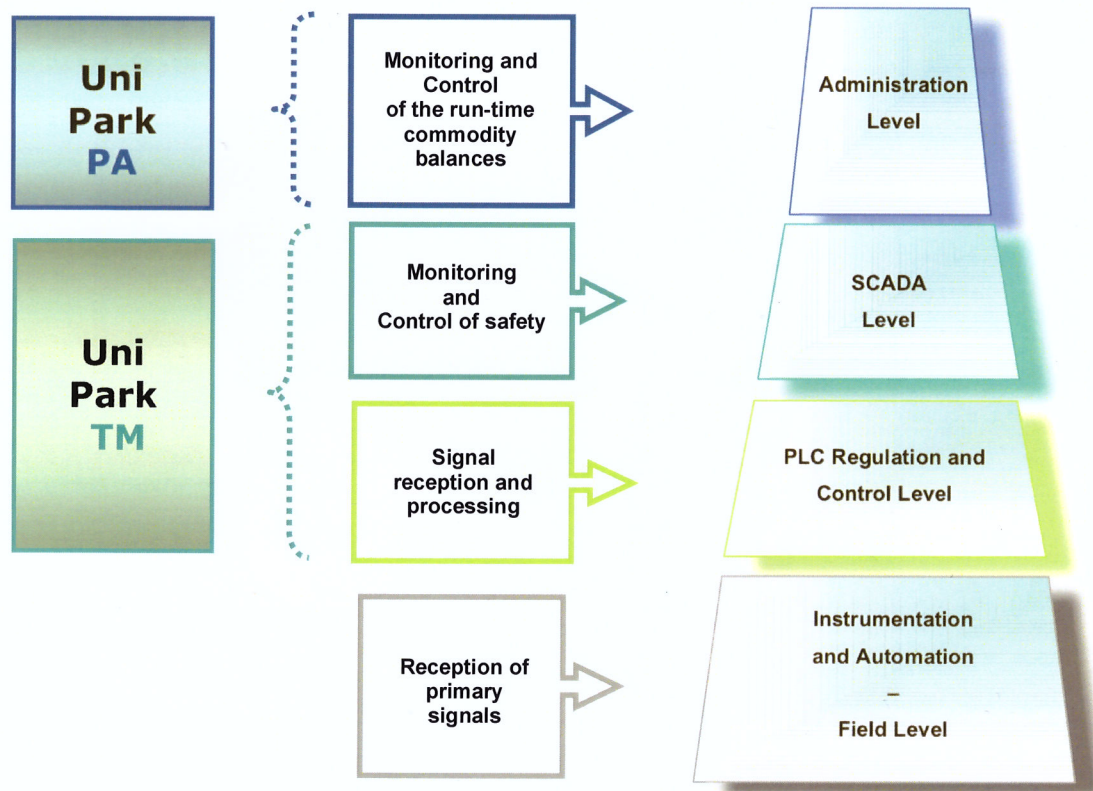 Uni
Park
PA
Monitoring and
Control
of the run-time
commodity
balances
Administration
Level
Uni
Park
TM
Monitoring
and
Control of safety
SCADA
Level
Signal
reception and
processing
PLC Regulation and
Control Level
Reception of
primary
signals
Instrumentation
and Automation
–
Field Level